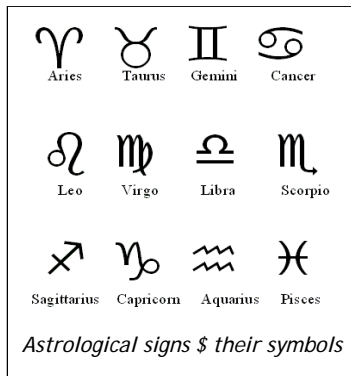 Aries Taurus Gemini Cancer
Leo Virgo Libra Scorpio
Sagittarius Capricorn Aquarius Pisces
Astrological signs $ their symbols